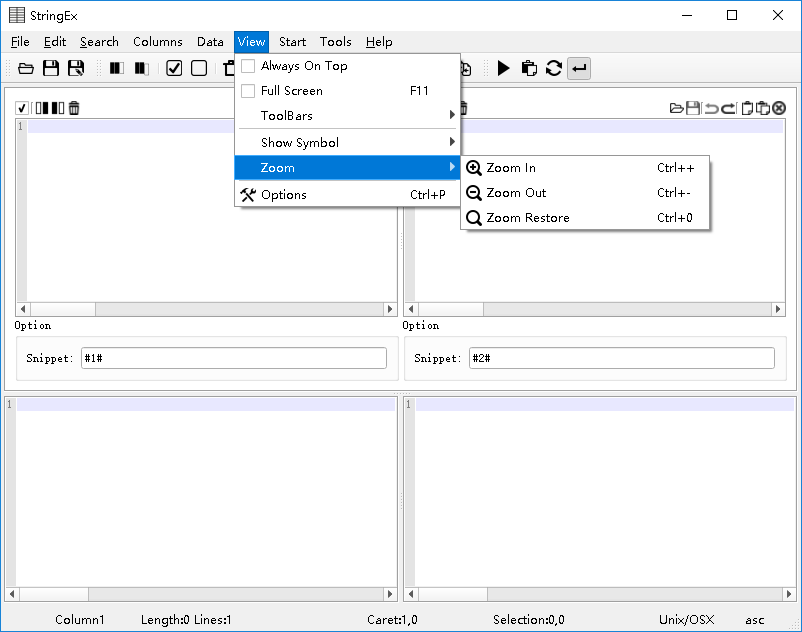 StringEx
File Edit Search Columns Data View Start Tools Help
Always On Top
Full Screen F11
ToolBars
Show Symbol
Zoom
Options Ctrl+P
Zoom In Ctrl++
Zoom Out Ctrl+-
Zoom Restore Ctrl+0
1
Option Option
Snippet: #1# Snippet: #2#
1 1
Column1 Length:0 Lines:1 Caret:1,0 Selection:0,0 Unix/OSX asc